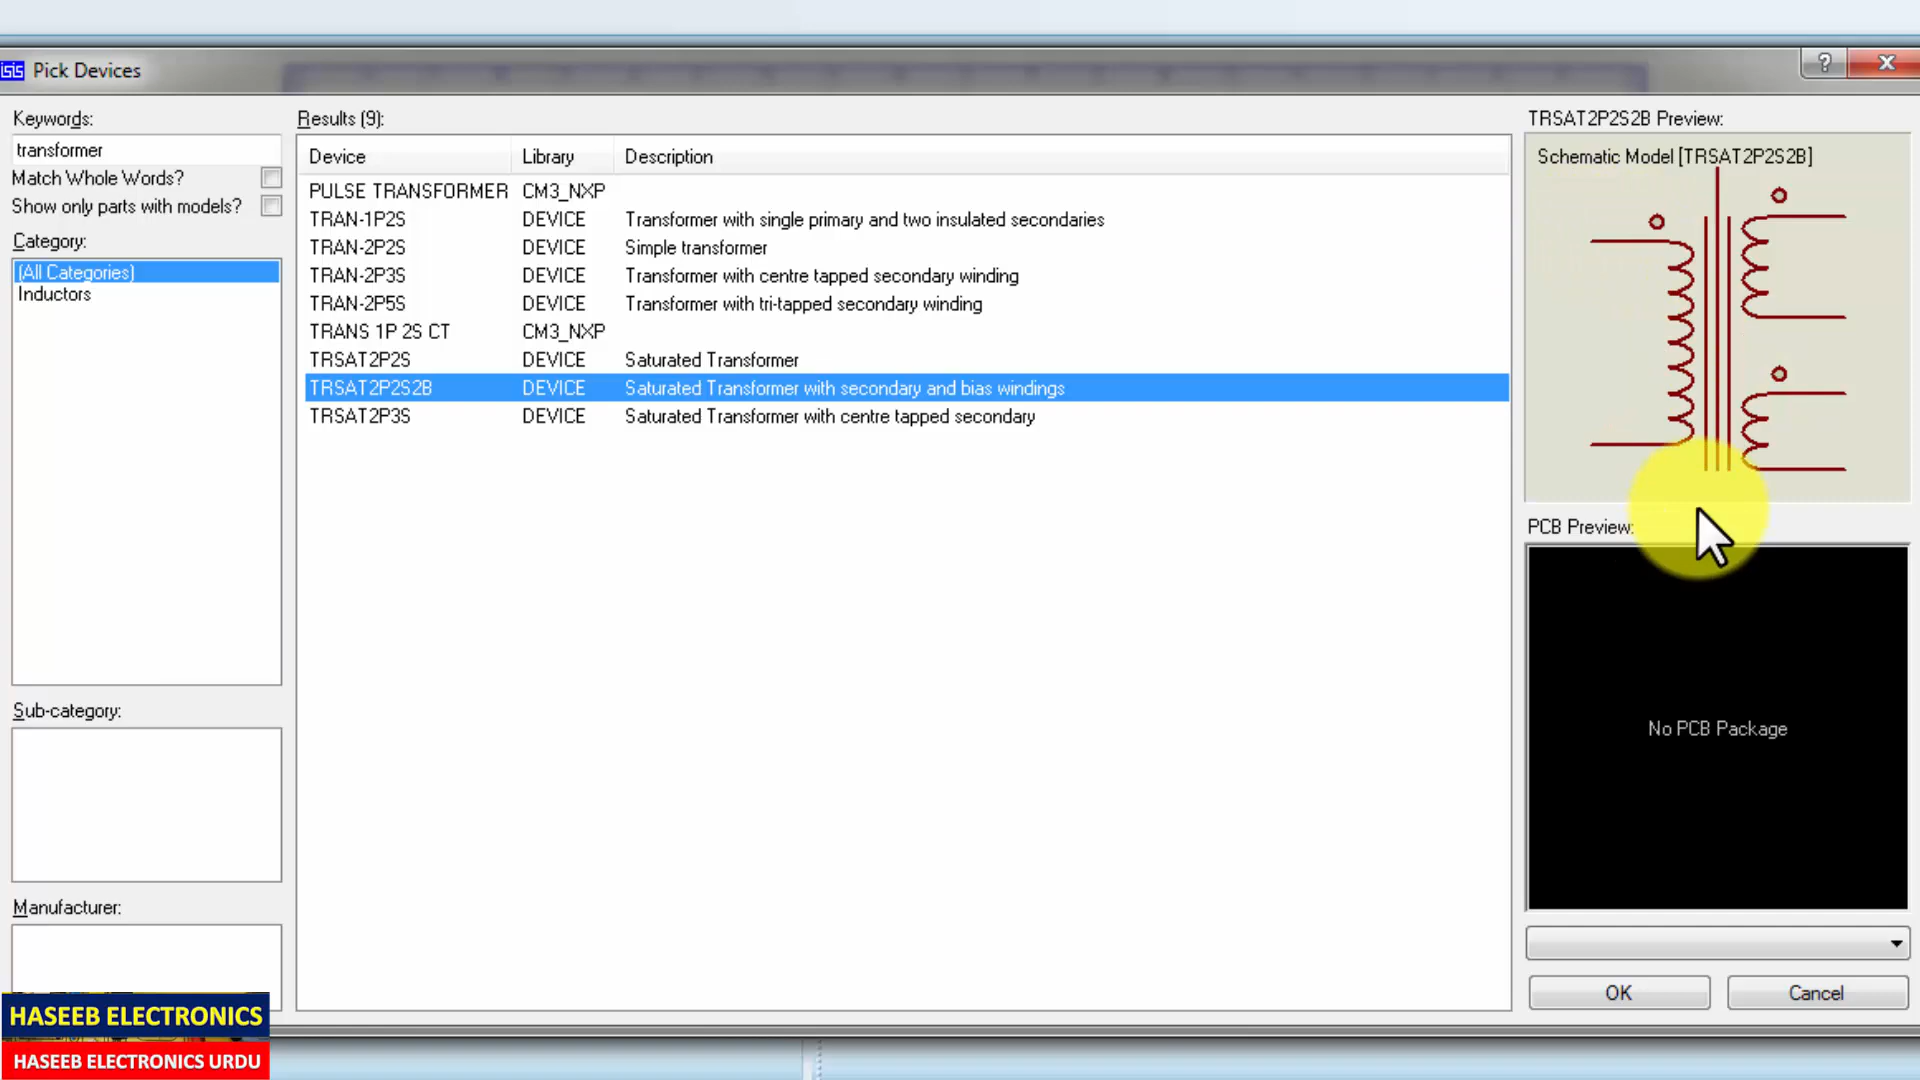 isis Pick Devices
?
X
Keywords:
transformer
Match Whole Words?
Show only parts with models?
Category:
(All Categories)
Inductors
Sub-category:
Manufacturer:
Results (9):
Device Library Description
PULSE TRANSFORMER CM3_NXP
TRAN-1P2S DEVICE Transformer with single primary and two insulated secondaries
TRAN-2P2S DEVICE Simple transformer
TRAN-2P3S DEVICE Transformer with centre tapped secondary winding
TRAN-2P5S DEVICE Transformer with tri-tapped secondary winding
TRANS 1P 2S CT CM3_NXP
TRSAT2P2S DEVICE Saturated Transformer
TRSAT2P2S2B DEVICE Saturated Transformer with secondary and bias windings
TRSAT2P3S DEVICE Saturated Transformer with centre tapped secondary
TRSAT2P2S2B Preview:
Schematic Model [TRSAT2P2S2B]
PCB Preview:
No PCB Package
OK Cancel
HASEEB ELECTRONICS
HASEEB ELECTRONICS URDU